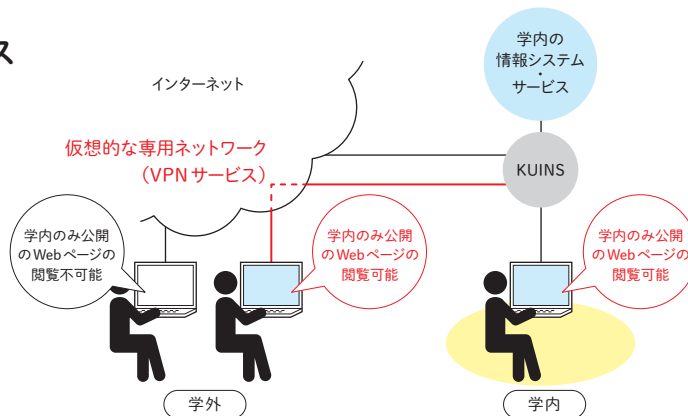 ス
学内の
情報システム
・
サービス
インターネット
仮想的な専用ネットワーク
（VPNサービス）
KUINS
学内のみ公開
のWebページの
閲覧不可能
学内のみ公開
のWebページの
閲覧可能
学内のみ公開
のWebページの
閲覧可能
学外
学内